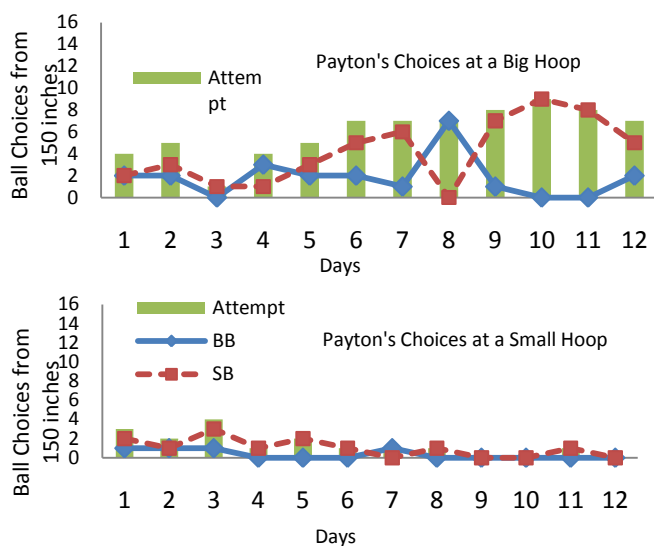 16
14
12
10
8
6
4
2
0
Ball Choices from
150 inches
Attem
pt
Payton's Choices at a Big Hoop
1 2 3 4 5 6 7 8 9 10 11 12
Days
16
14
12
10
8
6
4
2
0
Ball Choices from
150 inches
Attempt
BB
SB
Payton's Choices at a Small Hoop
1 2 3 4 5 6 7 8 9 10 11 12
Days